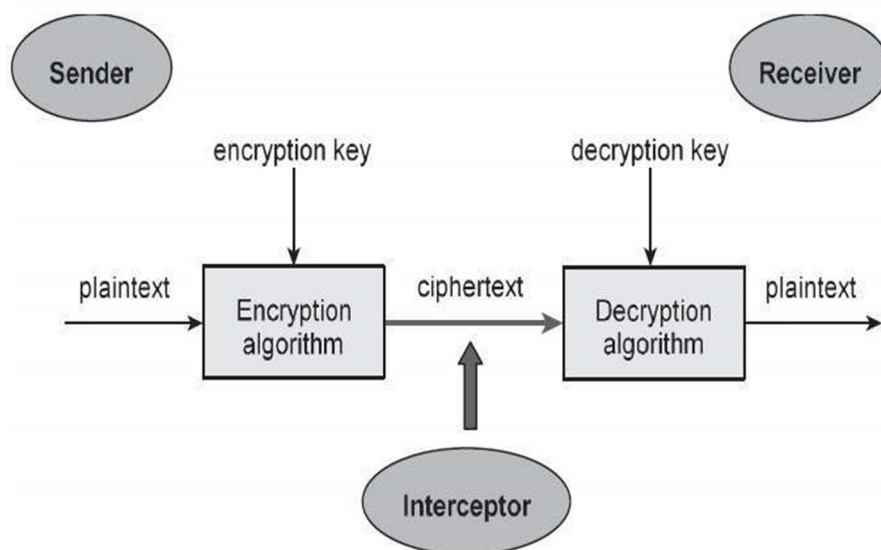 Sender
Receiver
encryption key
decryption key
plaintext
Encryption
algorithm
ciphertext
Decryption
algorithm
plaintext
Interceptor